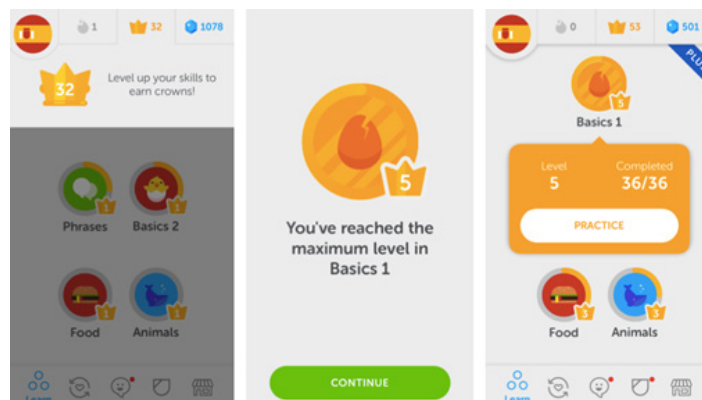 1
32
1078
32
Level up your skills to
earn crowns!
1
1
Phrases
Basics 2
1
1
Food
Animals
Learn
5
You've reached the
maximum level in
Basics 1
CONTINUE
0
53
501
PLUS
5
Basics 1
Level
Completed
5
36/36
PRACTICE
3
3
Food
Animals
Learn